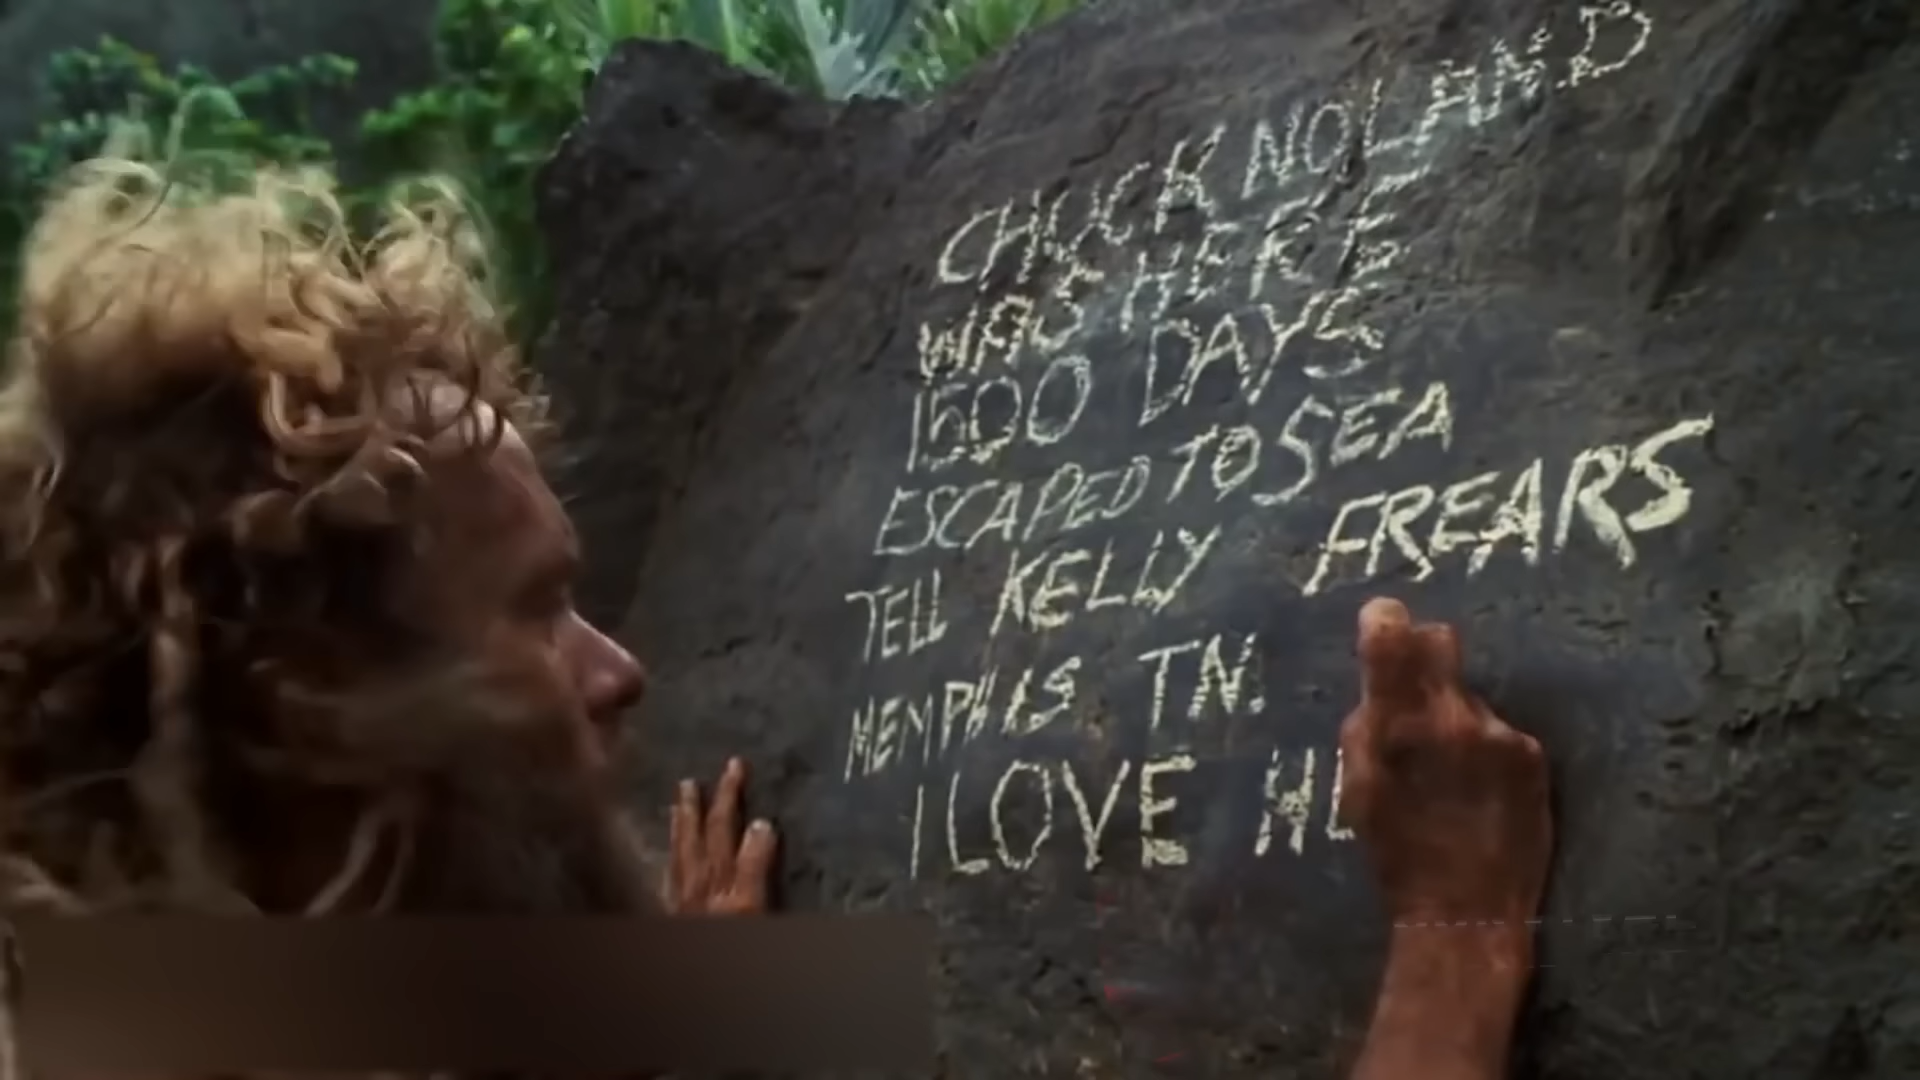 CHUCK NOLAND
WAS HERE
1500 DAYS
ESCAPED TO SEA
TELL KELLY FREARS
MEMPHIS TN.
I LOVE H